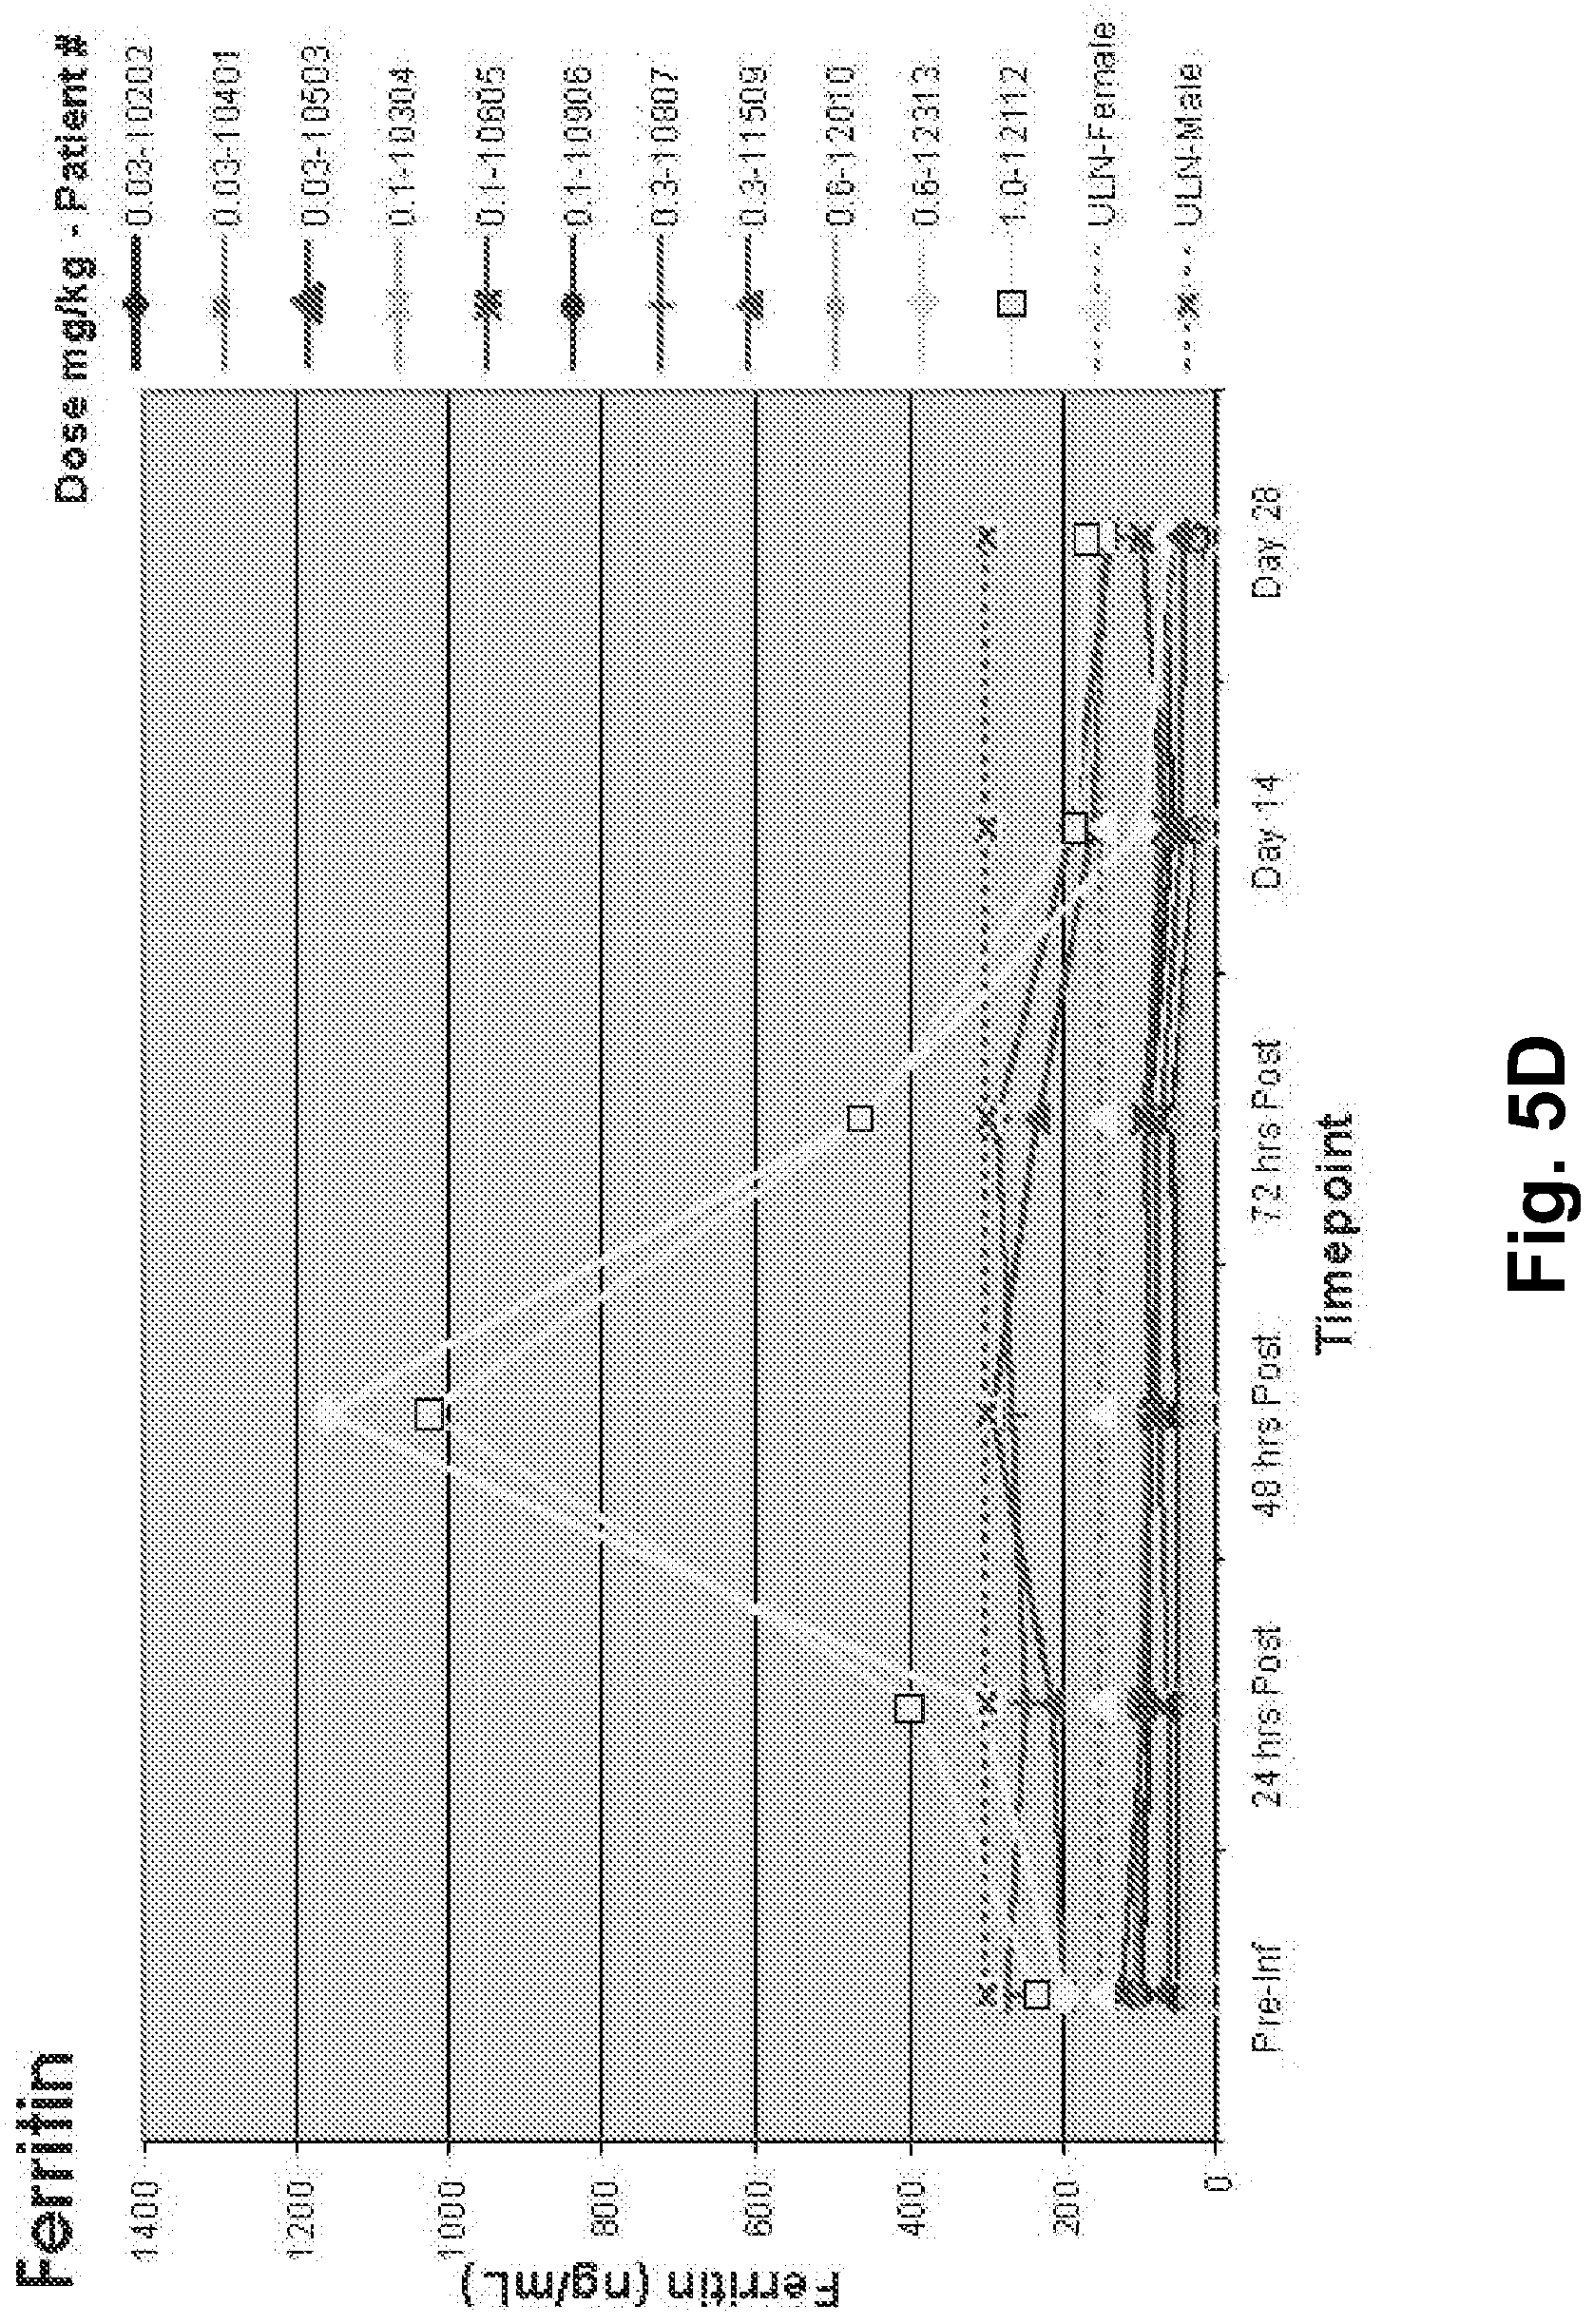 Ferritin
Dose mg/kg - Patient #
0.03-10202
0.03-10401
0.03-10503
0.1-10304
0.1-10605
0.1-10906
0.3-10807
0.3-11509
0.6-12010
0.6-12313
1.0-12112
ULN-Female
ULN-Male
Ferritin (ng/mL)
1400
1200
1000
800
600
400
200
0
Pre-Inf
24 hrs Post
48 hrs Post
72 hrs Post
Day 14
Day 28
Timepoint
Fig. 5D